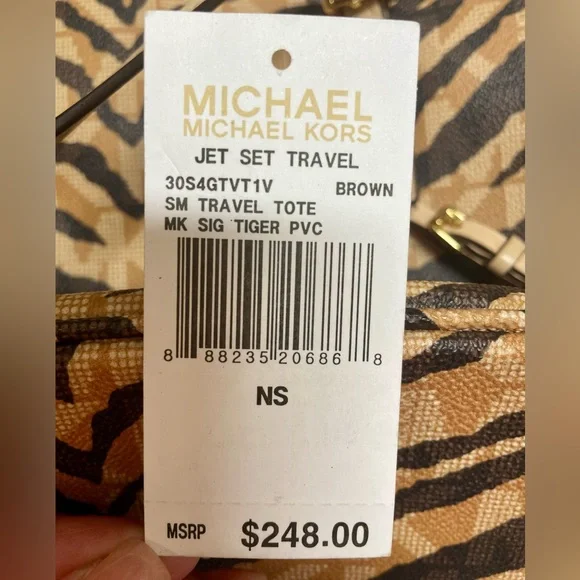 MICHAEL
MICHAEL KORS
JET SET TRAVEL
30S4GTVT1V BROWN
SM TRAVEL TOTE
MK SIG TIGER PVC
8 88235 20686 8
NS
MSRP $248.00